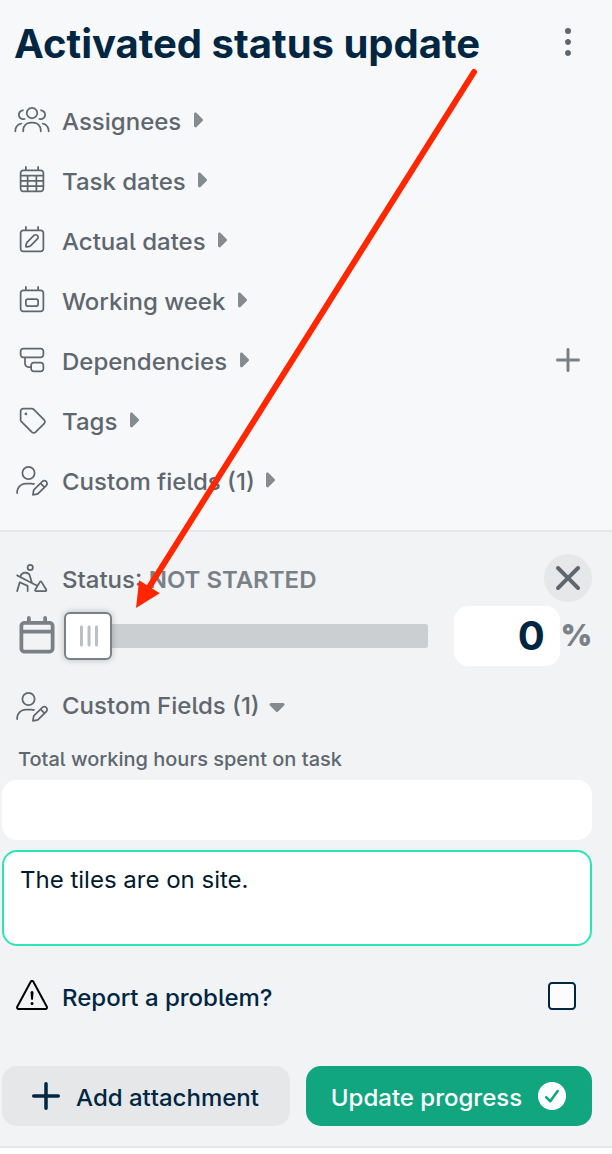 Activated status update
Assignees
Task dates
Actual dates
Working week
Dependencies
Tags
Custom fields (1)
Status: NOT STARTED
0 %
Custom Fields (1)
Total working hours spent on task
The tiles are on site.
Report a problem?
Add attachment
Update progress